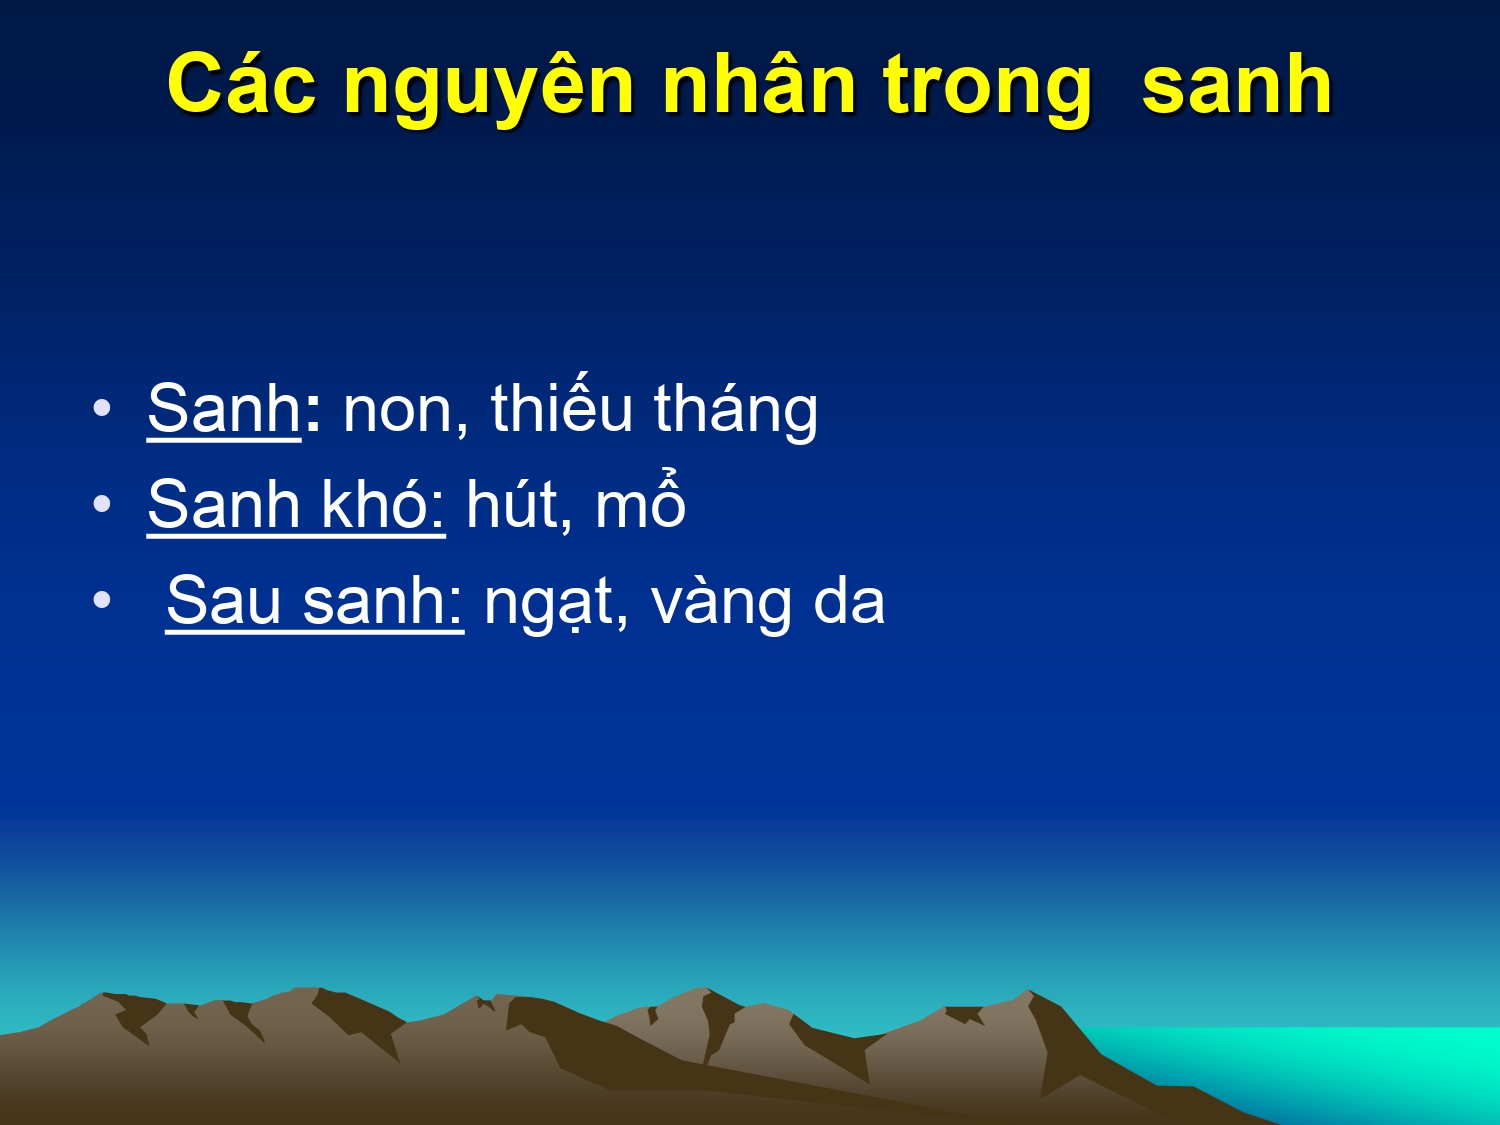 Các nguyên nhân trong  sanh
• Sanh: non, thiếu tháng
• Sanh khó: hút, mổ
•  Sau sanh: ngạt, vàng da